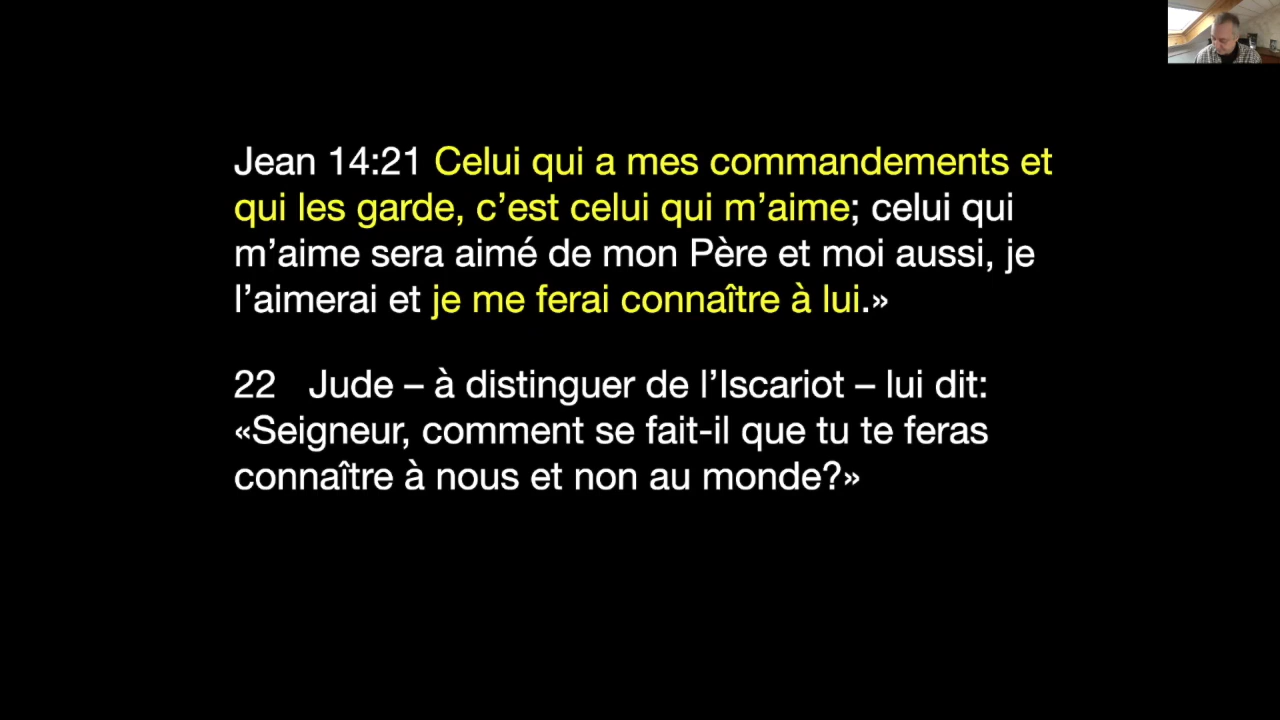 Jean 14:21 Celui qui a mes commandements et
qui les garde, c’est celui qui m’aime; celui qui
m’aime sera aimé de mon Père et moi aussi, je
l’aimerai et je me ferai connaître à lui.»
22 Jude – à distinguer de l’Iscariot – lui dit:
«Seigneur, comment se fait-il que tu te feras
connaître à nous et non au monde?»